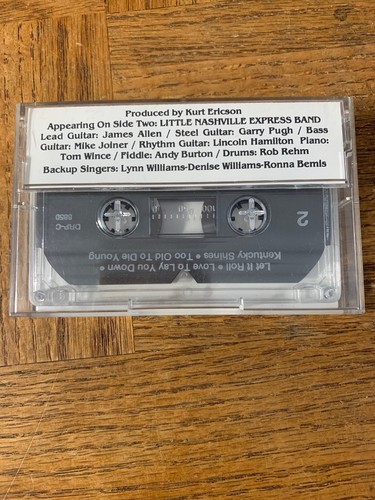 Produced by Kurt Ericson
Appearing On Side Two: LITTLE NASHVILLE EXPRESS BAND
Lead Guitar: James Allen / Steel Guitar: Garry Pugh / Bass
Guitar: Mike Joiner / Rhythm Guitar: Lincoln Hamilton Piano:
Tom Wince / Fiddle: Andy Burton / Drums: Rob Rehm
Backup Singers: Lynn Williams-Denise Williams-Ronna Bemis
2
100
50
Let It Roll • Love To Lay You Down •
Kentucky Shines • Too Old To Die Young